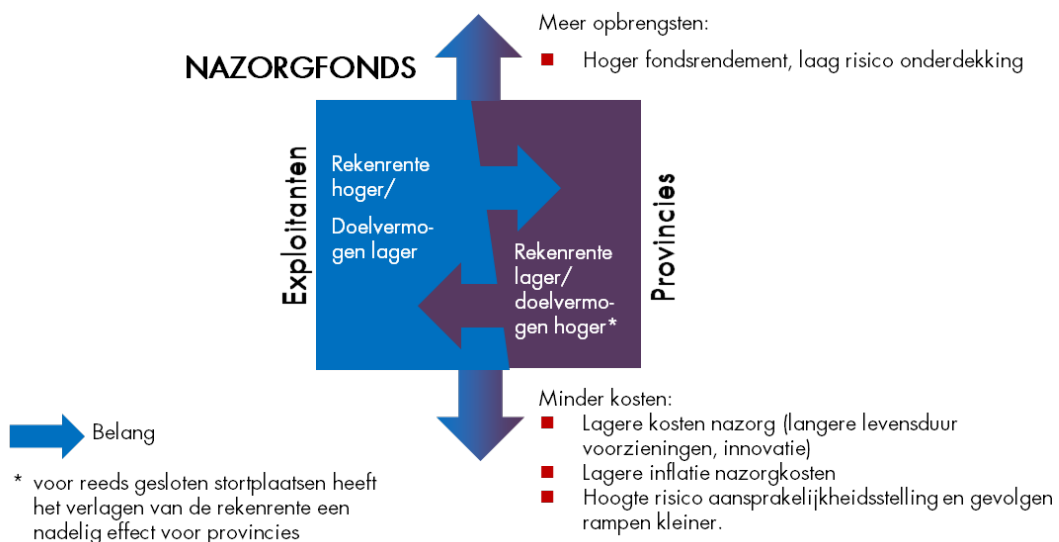 NAZORGFONDS
Meer opbrengsten:
Hoger fondsrendement, laag risico onderdekking
Exploitanten
Rekenrente
hoger/
Doelvermo-
gen lager
Rekenrente
lager/
doelvermo-
gen hoger*
Provincies
Minder kosten:
Lagere kosten nazorg (langere levensduur
voorzieningen, innovatie)
Lagere inflatie nazorgkosten
Hoogte risico aansprakelijkheidsstelling en gevolgen
rampen kleiner.
Belang
* voor reeds gesloten stortplaatsen heeft
het verlagen van de rekenrente een
nadelig effect voor provincies